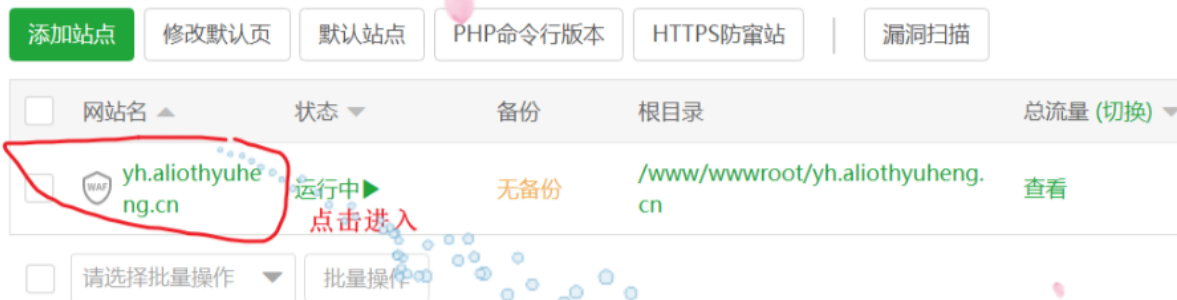 添加站点 修改默认页 默认站点 PHP命令行版本 HTTPS防窜站 漏洞扫描
网站名 状态 备份 根目录 总流量 (切换)
WAF yh.aliothyuhe 运行中 无备份 /www/wwwroot/yh.aliothyuheng. 查看
ng.cn cn
点击进入
请选择批量操作 批量操作